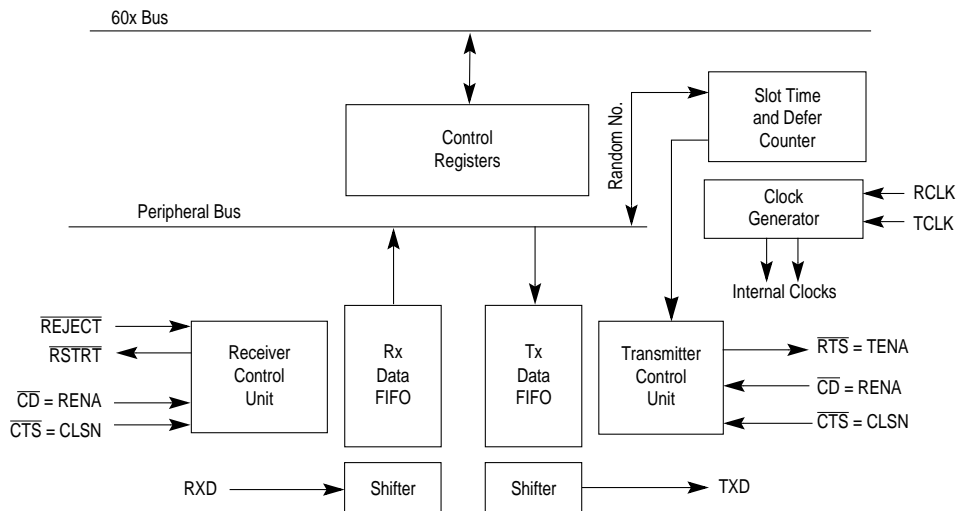 60x Bus
Control
Registers
Random No.
Slot Time
and Defer
Counter
Clock
Generator
RCLK
TCLK
Internal Clocks
Peripheral Bus
REJECT
RSTRT
CD = RENA
CTS = CLSN
Receiver
Control
Unit
Rx
Data
FIFO
Tx
Data
FIFO
Transmitter
Control
Unit
RTS = TENA
CD = RENA
CTS = CLSN
RXD
Shifter
Shifter
TXD